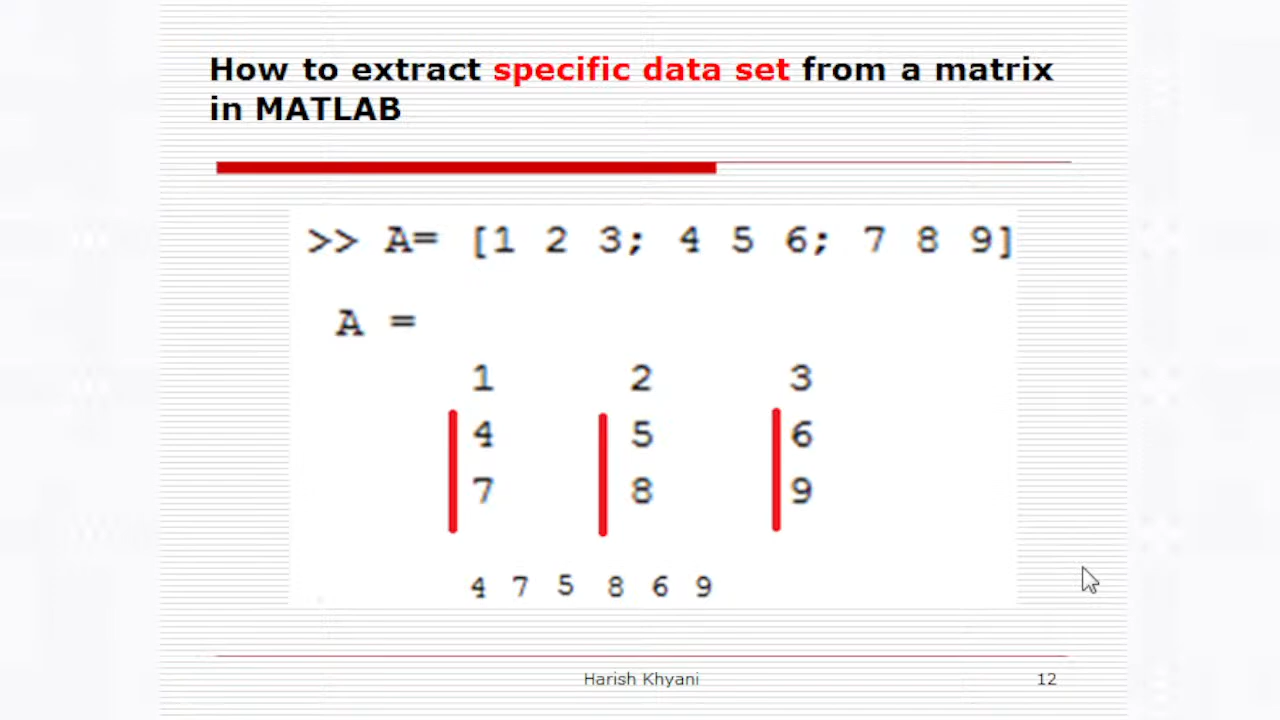 How to extract specific data set from a matrix
in MATLAB
>> A= [1 2 3; 4 5 6; 7 8 9]
A =
1 2 3
4 5 6
7 8 9
4 7 5 8 6 9
Harish Khyani 12